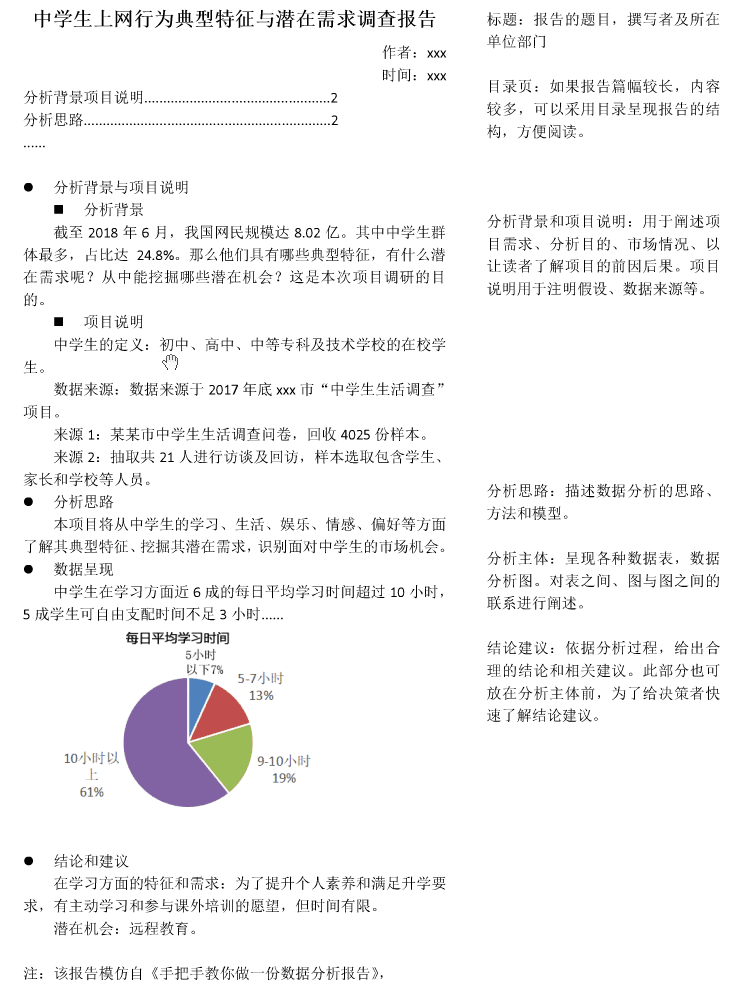 中学生上网行为典型特征与潜在需求调查报告
作者：xxx
时间：xxx
分析背景项目说明.................................................2
分析思路.................................................................2
......
● 分析背景与项目说明
■ 分析背景
截至 2018 年 6 月，我国网民规模达 8.02 亿。其中中学生群
体最多，占比达 24.8%。那么他们具有哪些典型特征，有什么潜
在需求呢？从中能挖掘哪些潜在机会？这是本次项目调研的目
的。
■ 项目说明
中学生的定义：初中、高中、中等专科及技术学校的在校学
生。
数据来源：数据来源于 2017 年底 xxx 市“中学生生活调查”
项目。
来源 1：某某市中学生生活调查问卷，回收 4025 份样本。
来源 2：抽取共 21 人进行访谈及回访，样本选取包含学生、
家长和学校等人员。
● 分析思路
本项目将从中学生的学习、生活、娱乐、情感、偏好等方面
了解其典型特征、挖掘其潜在需求，识别面对中学生的市场机会。
● 数据呈现
中学生在学习方面近 6 成的每日平均学习时间超过 10 小时，
5 成学生可自由支配时间不足 3 小时......
每日平均学习时间
5小时
以下7%
5-7小时
13%
9-10小时
19%
10小时以
上
61%
● 结论和建议
在学习方面的特征和需求：为了提升个人素养和满足升学要
求，有主动学习和参与课外培训的愿望，但时间有限。
潜在机会：远程教育。
注：该报告模仿自《手把手教你做一份数据分析报告》，
标题：报告的题目，撰写者及所在
单位部门
目录页：如果报告篇幅较长，内容
较多，可以采用目录呈现报告的结
构，方便阅读。
分析背景和项目说明：用于阐述项
目需求、分析目的、市场情况、以
让读者了解项目的前因后果。项目
说明用于注明假设、数据来源等。
分析思路：描述数据分析的思路、
方法和模型。
分析主体：呈现各种数据表，数据
分析图。对表之间、图与图之间的
联系进行阐述。
结论建议：依据分析过程，给出合
理的结论和相关建议。此部分也可
放在分析主体前，为了给决策者快
速了解结论建议。